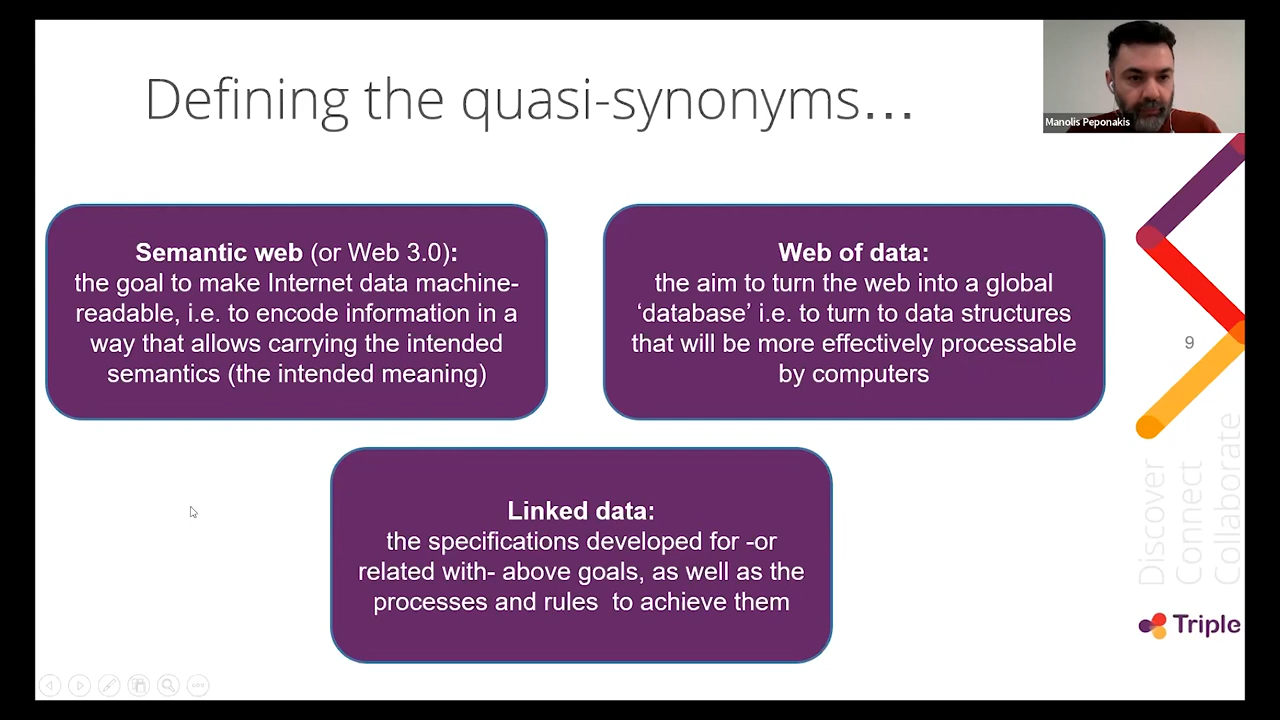 Defining the quasi-synonyms...
Manolis Peponakis
Semantic web (or Web 3.0):
the goal to make Internet data machine-
readable, i.e. to encode information in a
way that allows carrying the intended
semantics (the intended meaning)
Web of data:
the aim to turn the web into a global
‘database’ i.e. to turn to data structures
that will be more effectively processable
by computers
9
Linked data:
the specifications developed for -or
related with- above goals, as well as the
processes and rules  to achieve them
Discover
Connect
Collaborate
Triple